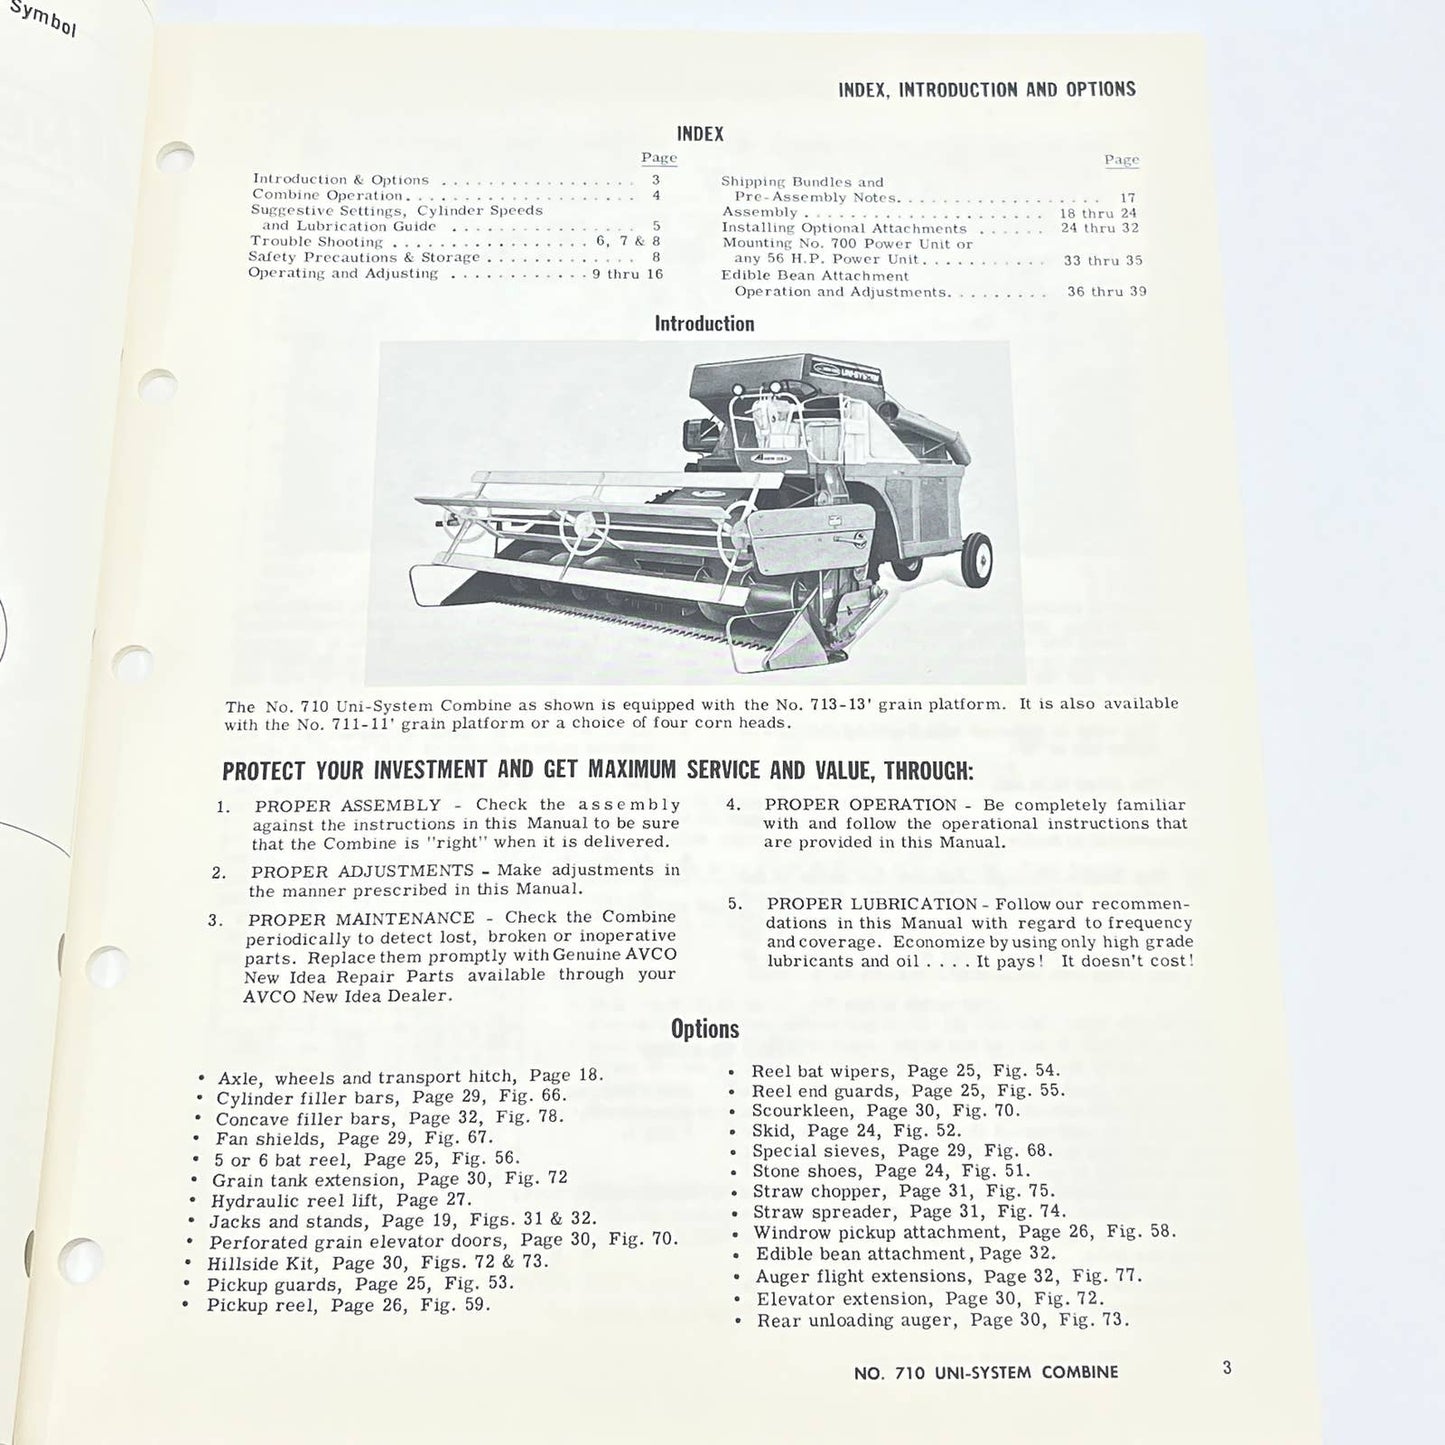 Symbol
INDEX, INTRODUCTION AND OPTIONS
INDEX
Page
Introduction & Options . . . . . . . . . . . . . . . . . 3
Combine Operation. . . . . . . . . . . . . . . . . . . . 4
Suggestive Settings, Cylinder Speeds
and Lubrication Guide . . . . . . . . . . . . . . . . 5
Trouble Shooting . . . . . . . . . . . . . . . . . 6, 7 & 8
Safety Precautions & Storage . . . . . . . . . . . . . 8
Operating and Adjusting . . . . . . . . . . . . 9 thru 16
Page
Shipping Bundles and
Pre-Assembly Notes. . . . . . . . . . . . . . . . . . 17
Assembly . . . . . . . . . . . . . . . . . . . . . 18 thru 24
Installing Optional Attachments . . . . . . 24 thru 32
Mounting No. 700 Power Unit or
any 56 H.P. Power Unit. . . . . . . . . . . 33 thru 35
Edible Bean Attachment
Operation and Adjustments. . . . . . . . . 36 thru 39
Introduction
UNI-SYSTEM
The No. 710 Uni-System Combine as shown is equipped with the No. 713-13' grain platform. It is also available
with the No. 711-11' grain platform or a choice of four corn heads.
PROTECT YOUR INVESTMENT AND GET MAXIMUM SERVICE AND VALUE, THROUGH:
1. PROPER ASSEMBLY - Check the assembly
against the instructions in this Manual to be sure
that the Combine is "right" when it is delivered.
2. PROPER ADJUSTMENTS - Make adjustments in
the manner prescribed in this Manual.
3. PROPER MAINTENANCE - Check the Combine
periodically to detect lost, broken or inoperative
parts. Replace them promptly with Genuine AVCO
New Idea Repair Parts available through your
AVCO New Idea Dealer.
4. PROPER OPERATION - Be completely familiar
with and follow the operational instructions that
are provided in this Manual.
5. PROPER LUBRICATION - Follow our recommen-
dations in this Manual with regard to frequency
and coverage. Economize by using only high grade
lubricants and oil . . . . It pays! It doesn't cost!
Options
• Axle, wheels and transport hitch, Page 18.
• Cylinder filler bars, Page 29, Fig. 66.
• Concave filler bars, Page 32, Fig. 78.
• Fan shields, Page 29, Fig. 67.
• 5 or 6 bat reel, Page 25, Fig. 56.
• Grain tank extension, Page 30, Fig. 72
• Hydraulic reel lift, Page 27.
• Jacks and stands, Page 19, Figs. 31 & 32.
• Perforated grain elevator doors, Page 30, Fig. 70.
• Hillside Kit, Page 30, Figs. 72 & 73.
• Pickup guards, Page 25, Fig. 53.
• Pickup reel, Page 26, Fig. 59.
• Reel bat wipers, Page 25, Fig. 54.
• Reel end guards, Page 25, Fig. 55.
• Scourkleen, Page 30, Fig. 70.
• Skid, Page 24, Fig. 52.
• Special sieves, Page 29, Fig. 68.
• Stone shoes, Page 24, Fig. 51.
• Straw chopper, Page 31, Fig. 75.
• Straw spreader, Page 31, Fig. 74.
• Windrow pickup attachment, Page 26, Fig. 58.
• Edible bean attachment, Page 32.
• Auger flight extensions, Page 32, Fig. 77.
• Elevator extension, Page 30, Fig. 72.
• Rear unloading auger, Page 30, Fig. 73.
NO. 710 UNI-SYSTEM COMBINE 3